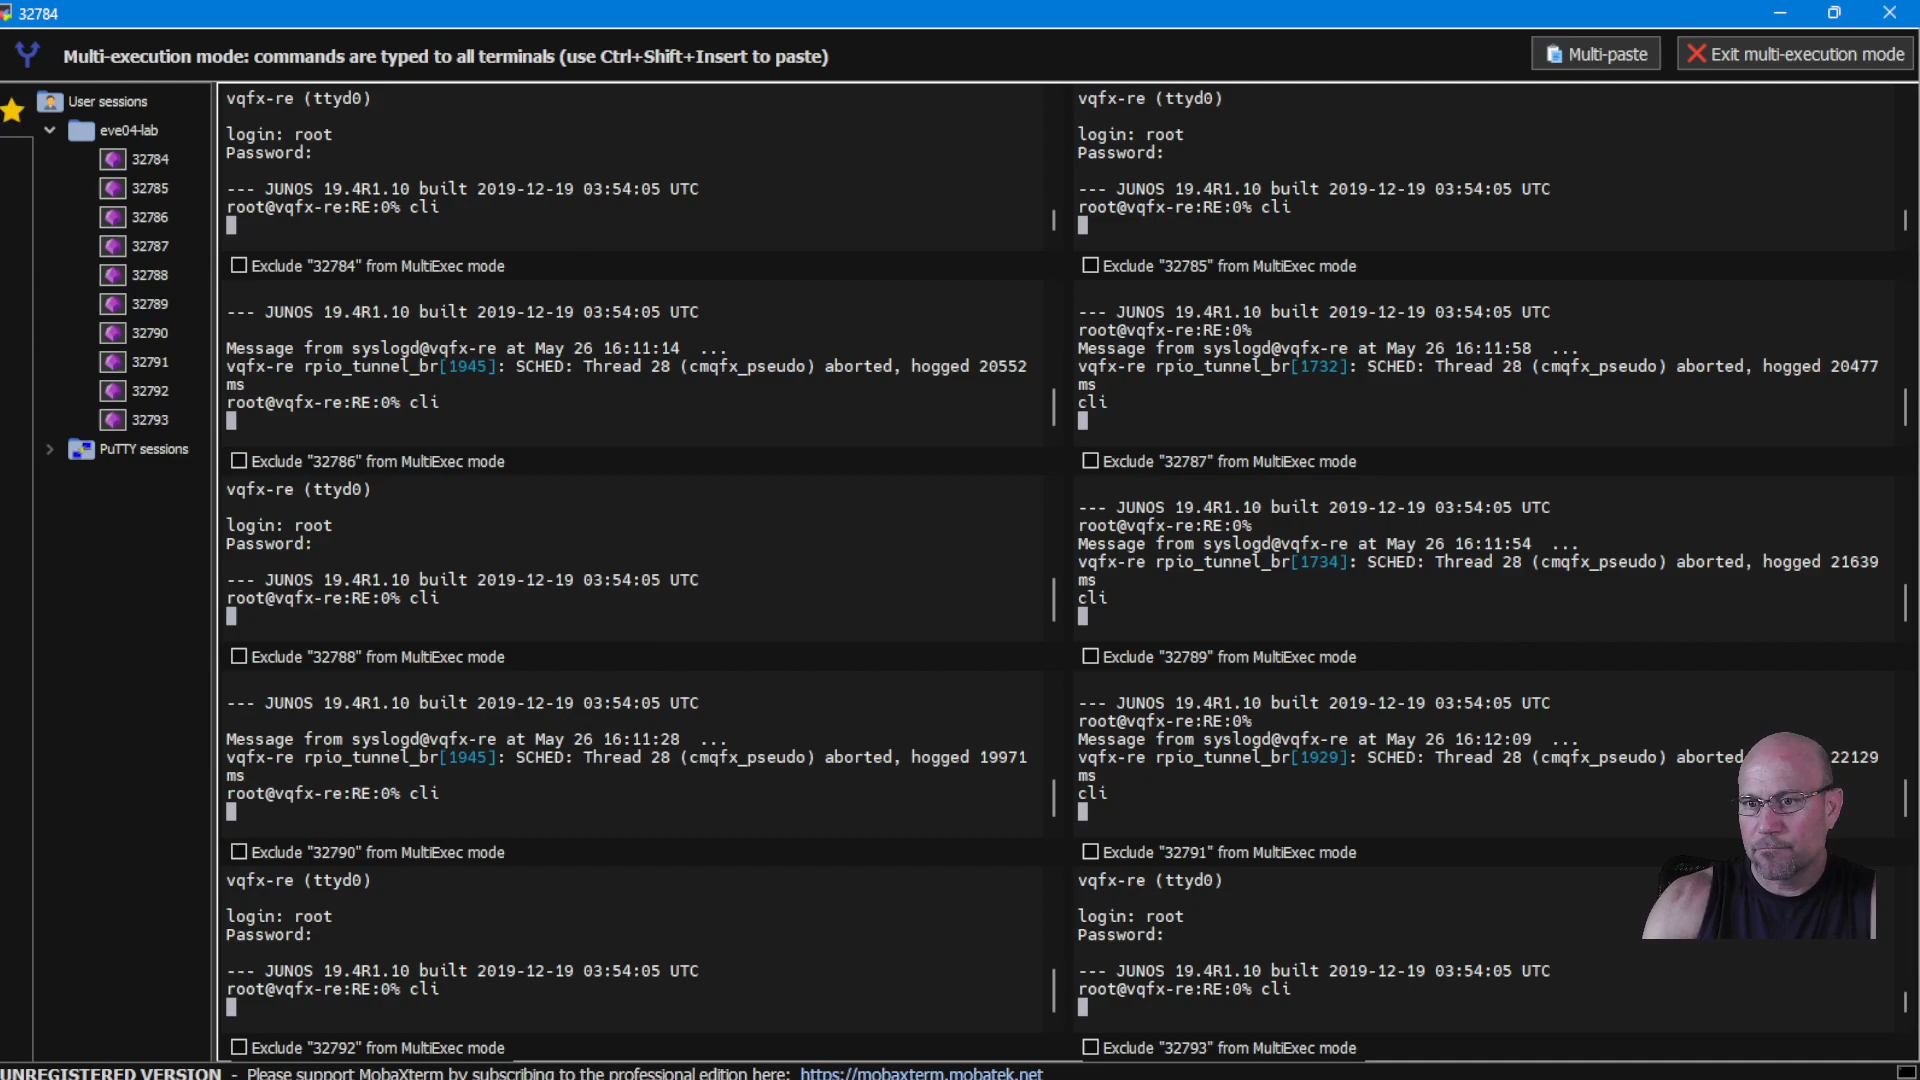 32784
Multi-execution mode: commands are typed to all terminals (use Ctrl+Shift+Insert to paste)
Multi-paste
Exit multi-execution mode
User sessions
eve04-lab
32784
32785
32786
32787
32788
32789
32790
32791
32792
32793
PuTTY sessions
vqfx-re (ttyd0)
login: root
Password:
--- JUNOS 19.4R1.10 built 2019-12-19 03:54:05 UTC
root@vqfx-re:RE:0% cli
Exclude "32784" from MultiExec mode
vqfx-re (ttyd0)
login: root
Password:
--- JUNOS 19.4R1.10 built 2019-12-19 03:54:05 UTC
root@vqfx-re:RE:0% cli
Exclude "32785" from MultiExec mode
--- JUNOS 19.4R1.10 built 2019-12-19 03:54:05 UTC
Message from syslogd@vqfx-re at May 26 16:11:14  ...
vqfx-re rpio_tunnel_br[1945]: SCHED: Thread 28 (cmqfx_pseudo) aborted, hogged 20552
ms
root@vqfx-re:RE:0% cli
Exclude "32786" from MultiExec mode
--- JUNOS 19.4R1.10 built 2019-12-19 03:54:05 UTC
root@vqfx-re:RE:0%
Message from syslogd@vqfx-re at May 26 16:11:58  ...
vqfx-re rpio_tunnel_br[1732]: SCHED: Thread 28 (cmqfx_pseudo) aborted, hogged 20477
ms
cli
Exclude "32787" from MultiExec mode
vqfx-re (ttyd0)
login: root
Password:
--- JUNOS 19.4R1.10 built 2019-12-19 03:54:05 UTC
root@vqfx-re:RE:0% cli
Exclude "32788" from MultiExec mode
--- JUNOS 19.4R1.10 built 2019-12-19 03:54:05 UTC
root@vqfx-re:RE:0%
Message from syslogd@vqfx-re at May 26 16:11:54  ...
vqfx-re rpio_tunnel_br[1734]: SCHED: Thread 28 (cmqfx_pseudo) aborted, hogged 21639
ms
cli
Exclude "32789" from MultiExec mode
--- JUNOS 19.4R1.10 built 2019-12-19 03:54:05 UTC
Message from syslogd@vqfx-re at May 26 16:11:28  ...
vqfx-re rpio_tunnel_br[1945]: SCHED: Thread 28 (cmqfx_pseudo) aborted, hogged 19971
ms
root@vqfx-re:RE:0% cli
Exclude "32790" from MultiExec mode
--- JUNOS 19.4R1.10 built 2019-12-19 03:54:05 UTC
root@vqfx-re:RE:0%
Message from syslogd@vqfx-re at May 26 16:12:09  ...
vqfx-re rpio_tunnel_br[1929]: SCHED: Thread 28 (cmqfx_pseudo) aborted 22129
ms
cli
Exclude "32791" from MultiExec mode
vqfx-re (ttyd0)
login: root
Password:
--- JUNOS 19.4R1.10 built 2019-12-19 03:54:05 UTC
root@vqfx-re:RE:0% cli
Exclude "32792" from MultiExec mode
vqfx-re (ttyd0)
login: root
Password:
--- JUNOS 19.4R1.10 built 2019-12-19 03:54:05 UTC
root@vqfx-re:RE:0% cli
Exclude "32793" from MultiExec mode
UNREGISTERED VERSION  -  Please support MobaXterm by subscribing to the professional edition here:  https://mobaxterm.mobatek.net